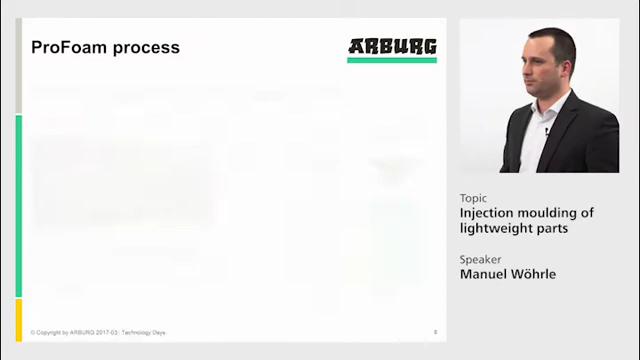 ProFoam process
ARBURG
Topic
Injection moulding of
lightweight parts
Speaker
Manuel Wöhrle
© Copyright by ARBURG 2017-03: Technology Days